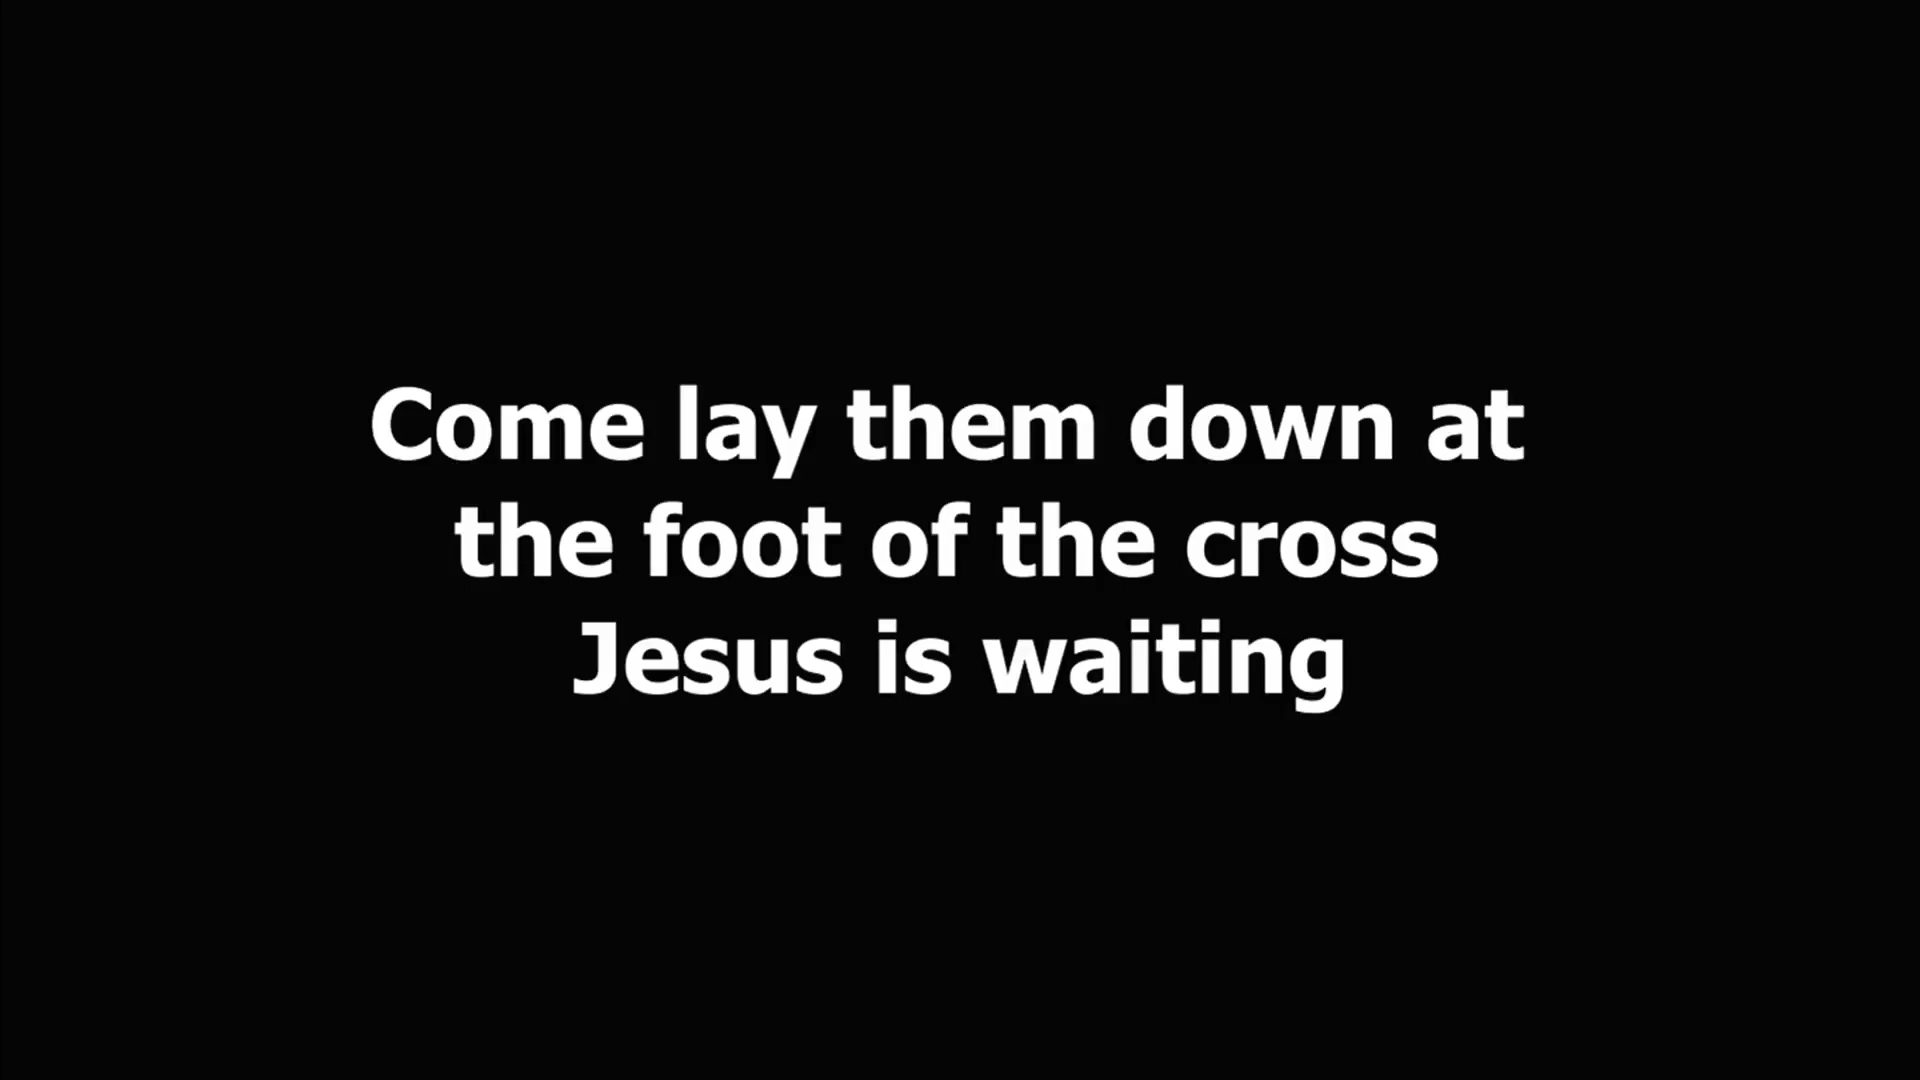 Come lay them down at
the foot of the cross
Jesus is waiting